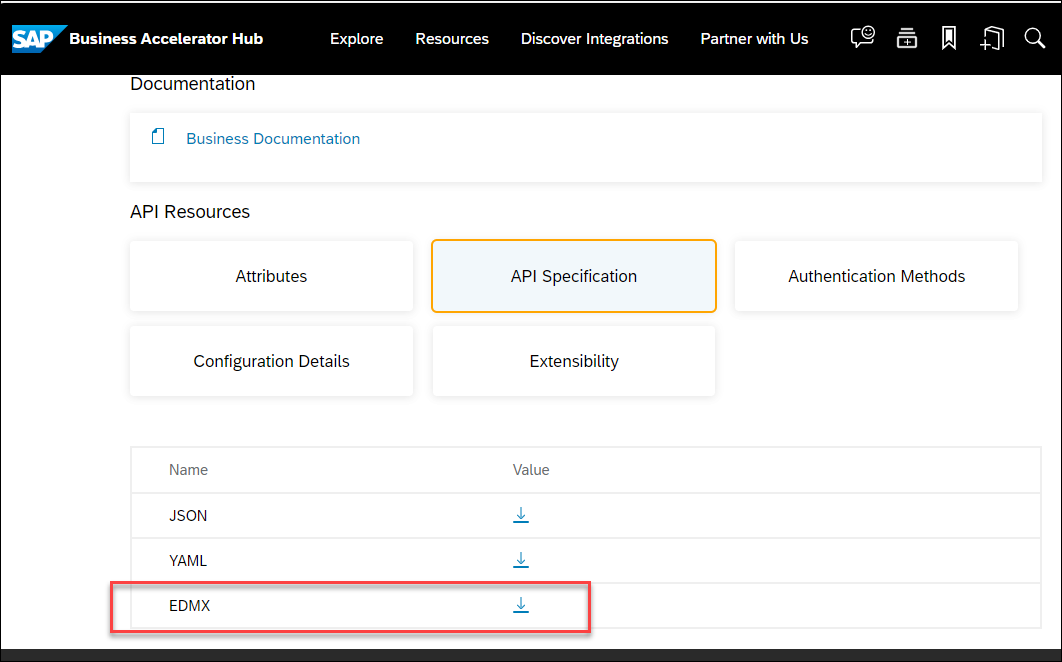 SAP Business Accelerator Hub Explore Resources Discover Integrations Partner with Us
Documentation
Business Documentation
API Resources
Attributes API Specification Authentication Methods
Configuration Details Extensibility
Name Value
JSON
YAML
EDMX